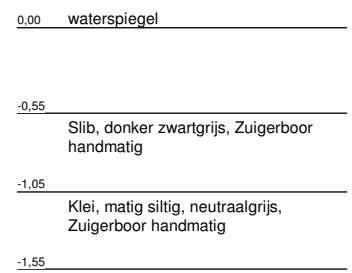 0,00 waterspiegel
-0,55
Slib, donker zwartgrijs, Zuigerboor
handmatig
-1,05
Klei, matig siltig, neutraalgrijs,
Zuigerboor handmatig
-1,55